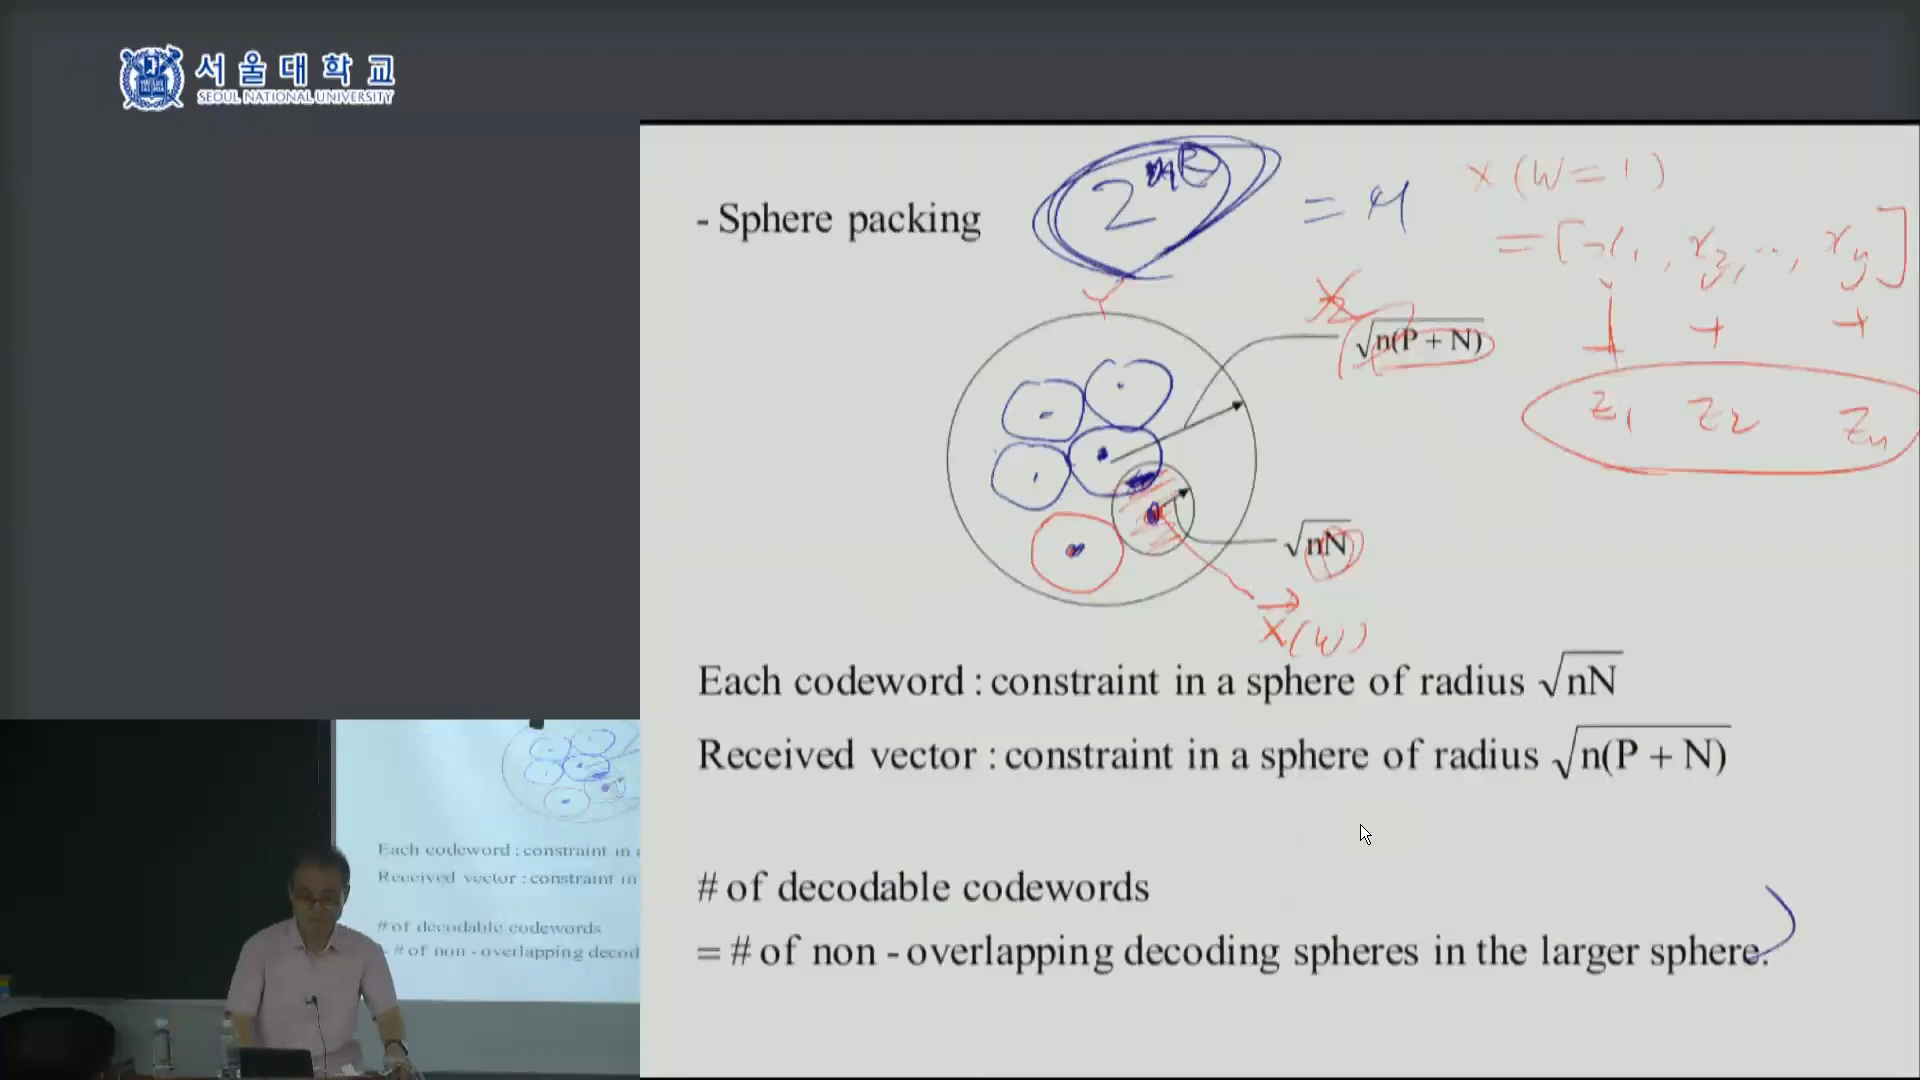 서울대학교
SEOUL NATIONAL UNIVERSITY
- Sphere packing
2^{nR} = M
X (W = 1)
= [x₁, x₂, .., xₙ]
+ +
Z₁ Z₂ Zₙ
Y
√n(P + N)
√nN
X(W)
Each codeword : constraint in a sphere of radius √nN
Received vector : constraint in a sphere of radius √n(P + N)
# of decodable codewords
= # of non - overlapping decoding spheres in the larger sphere.
Each codeword : constraint in
Received vector : constraint in
# of decodable codewords
# of non - overlapping decod